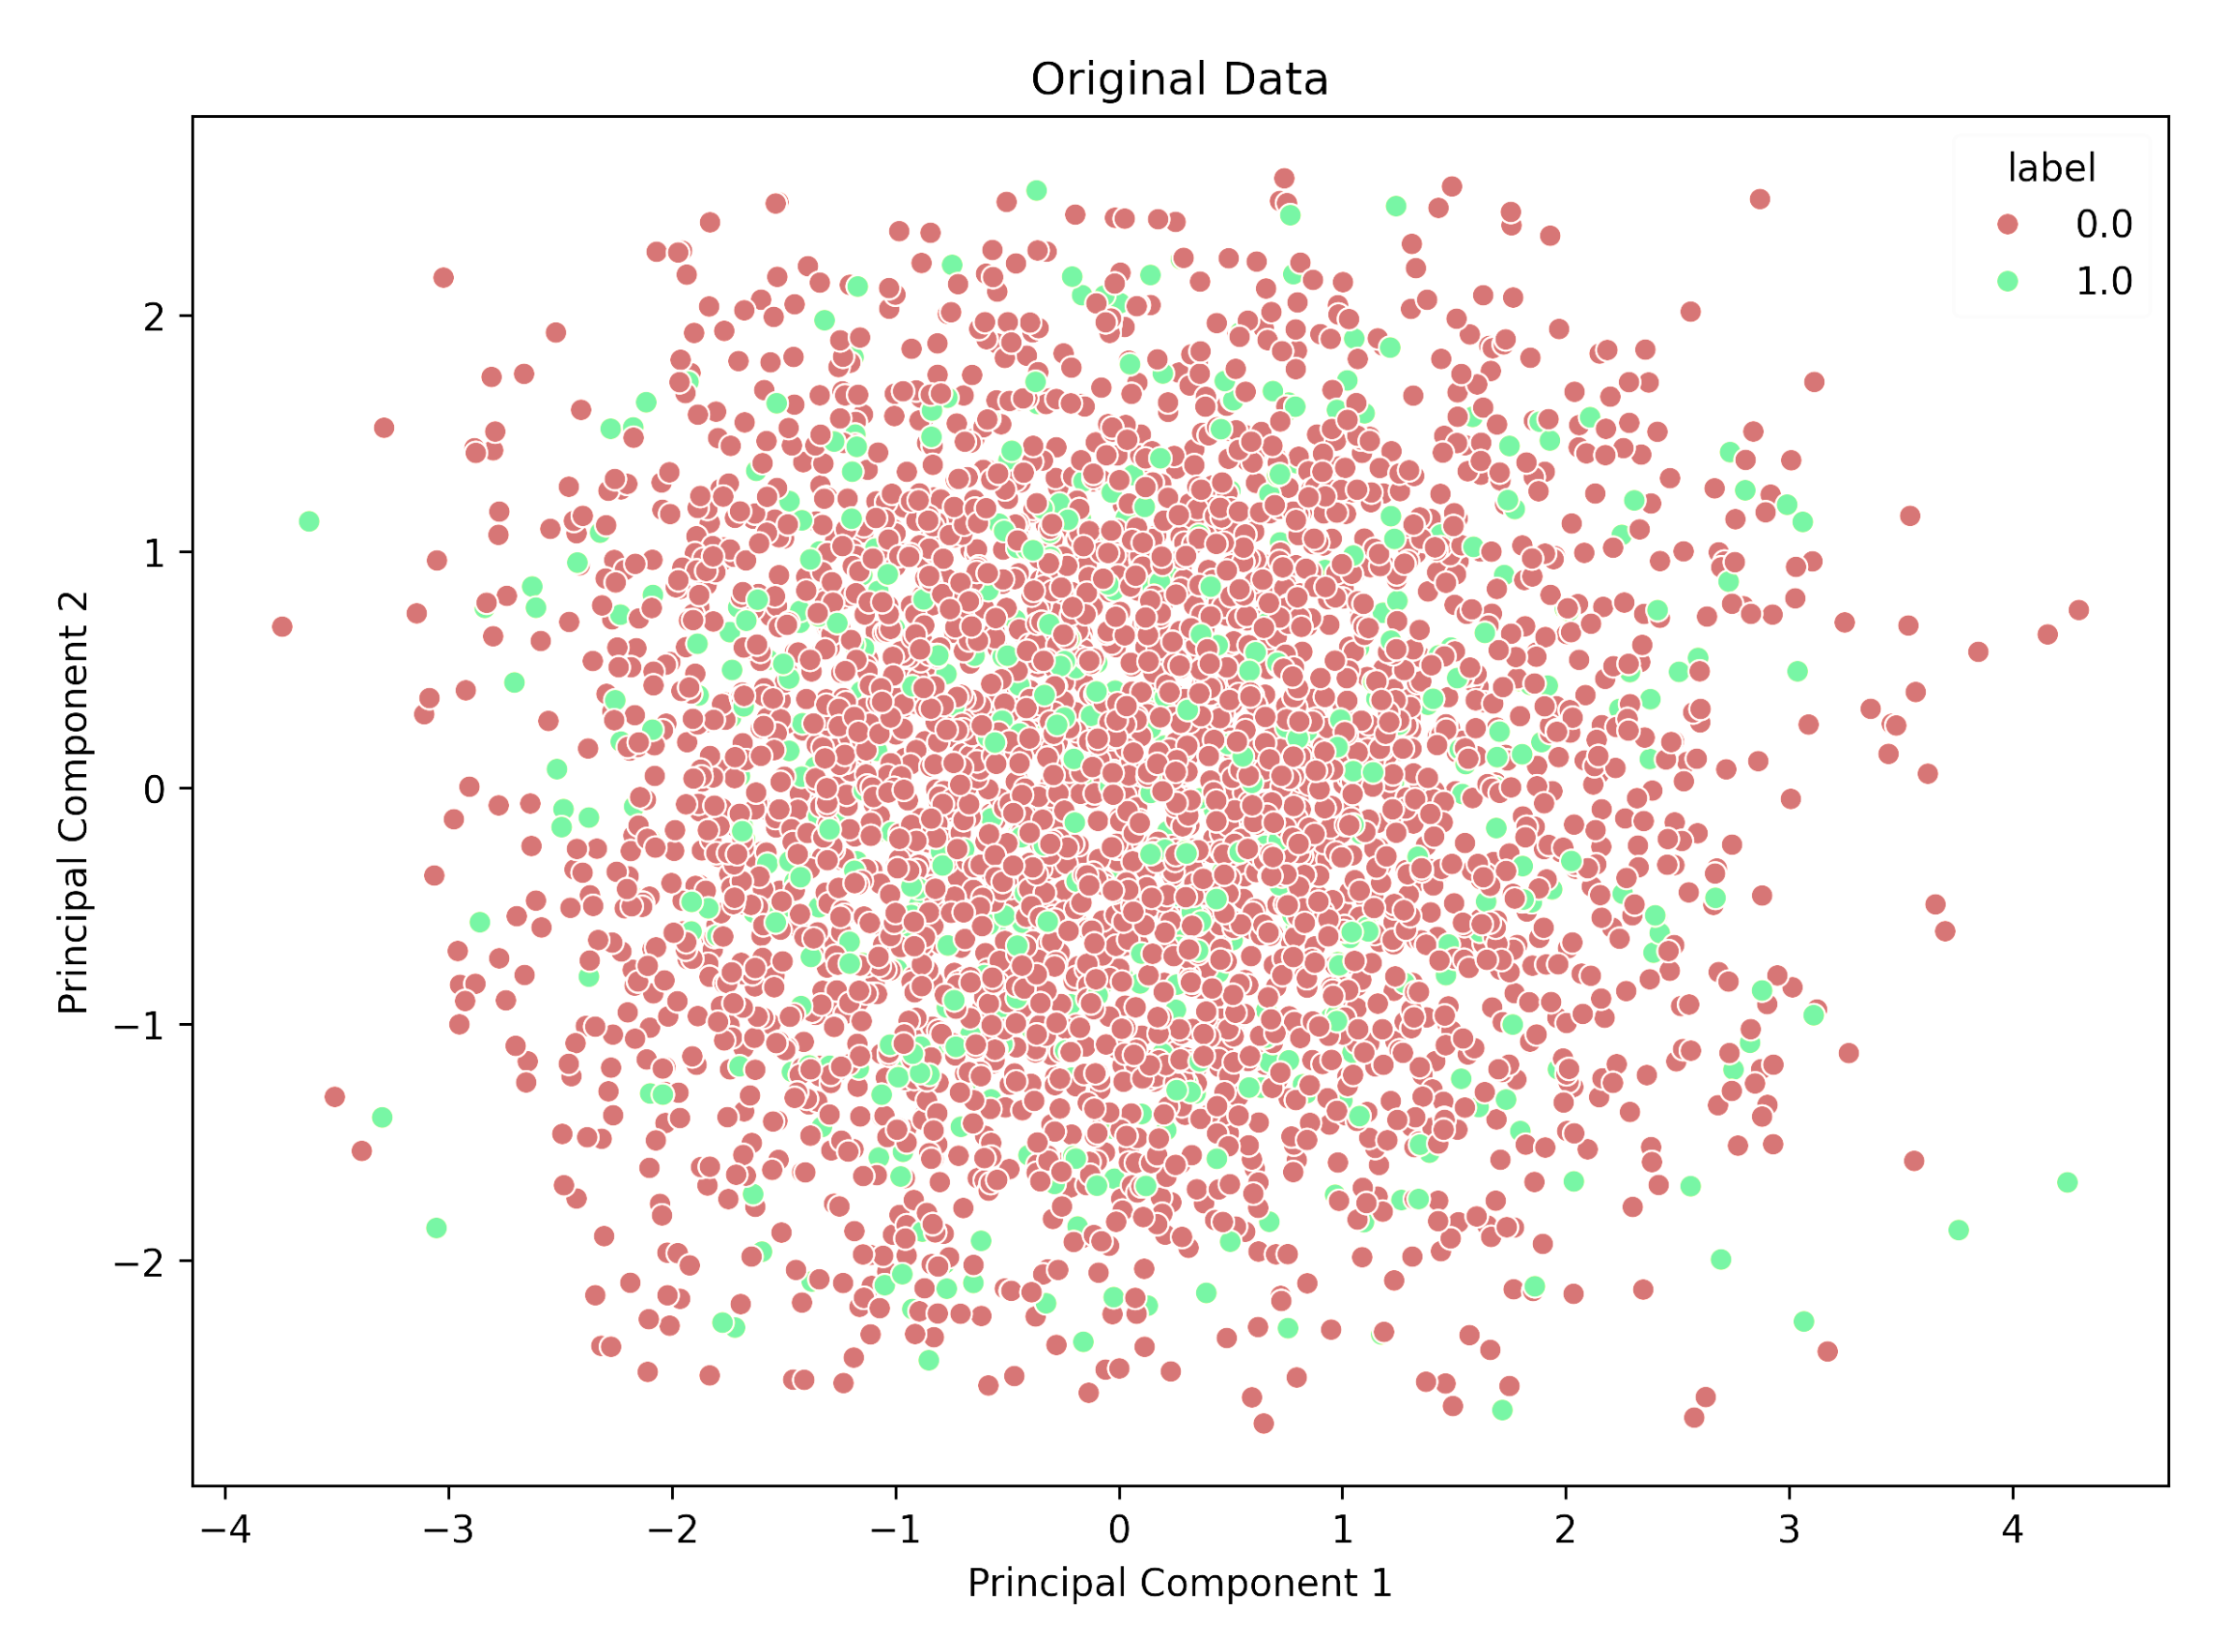 Original Data
label
0.0
1.0
Principal Component 2
2
1
0
−1
−2
−4 −3 −2 −1 0 1 2 3 4
Principal Component 1